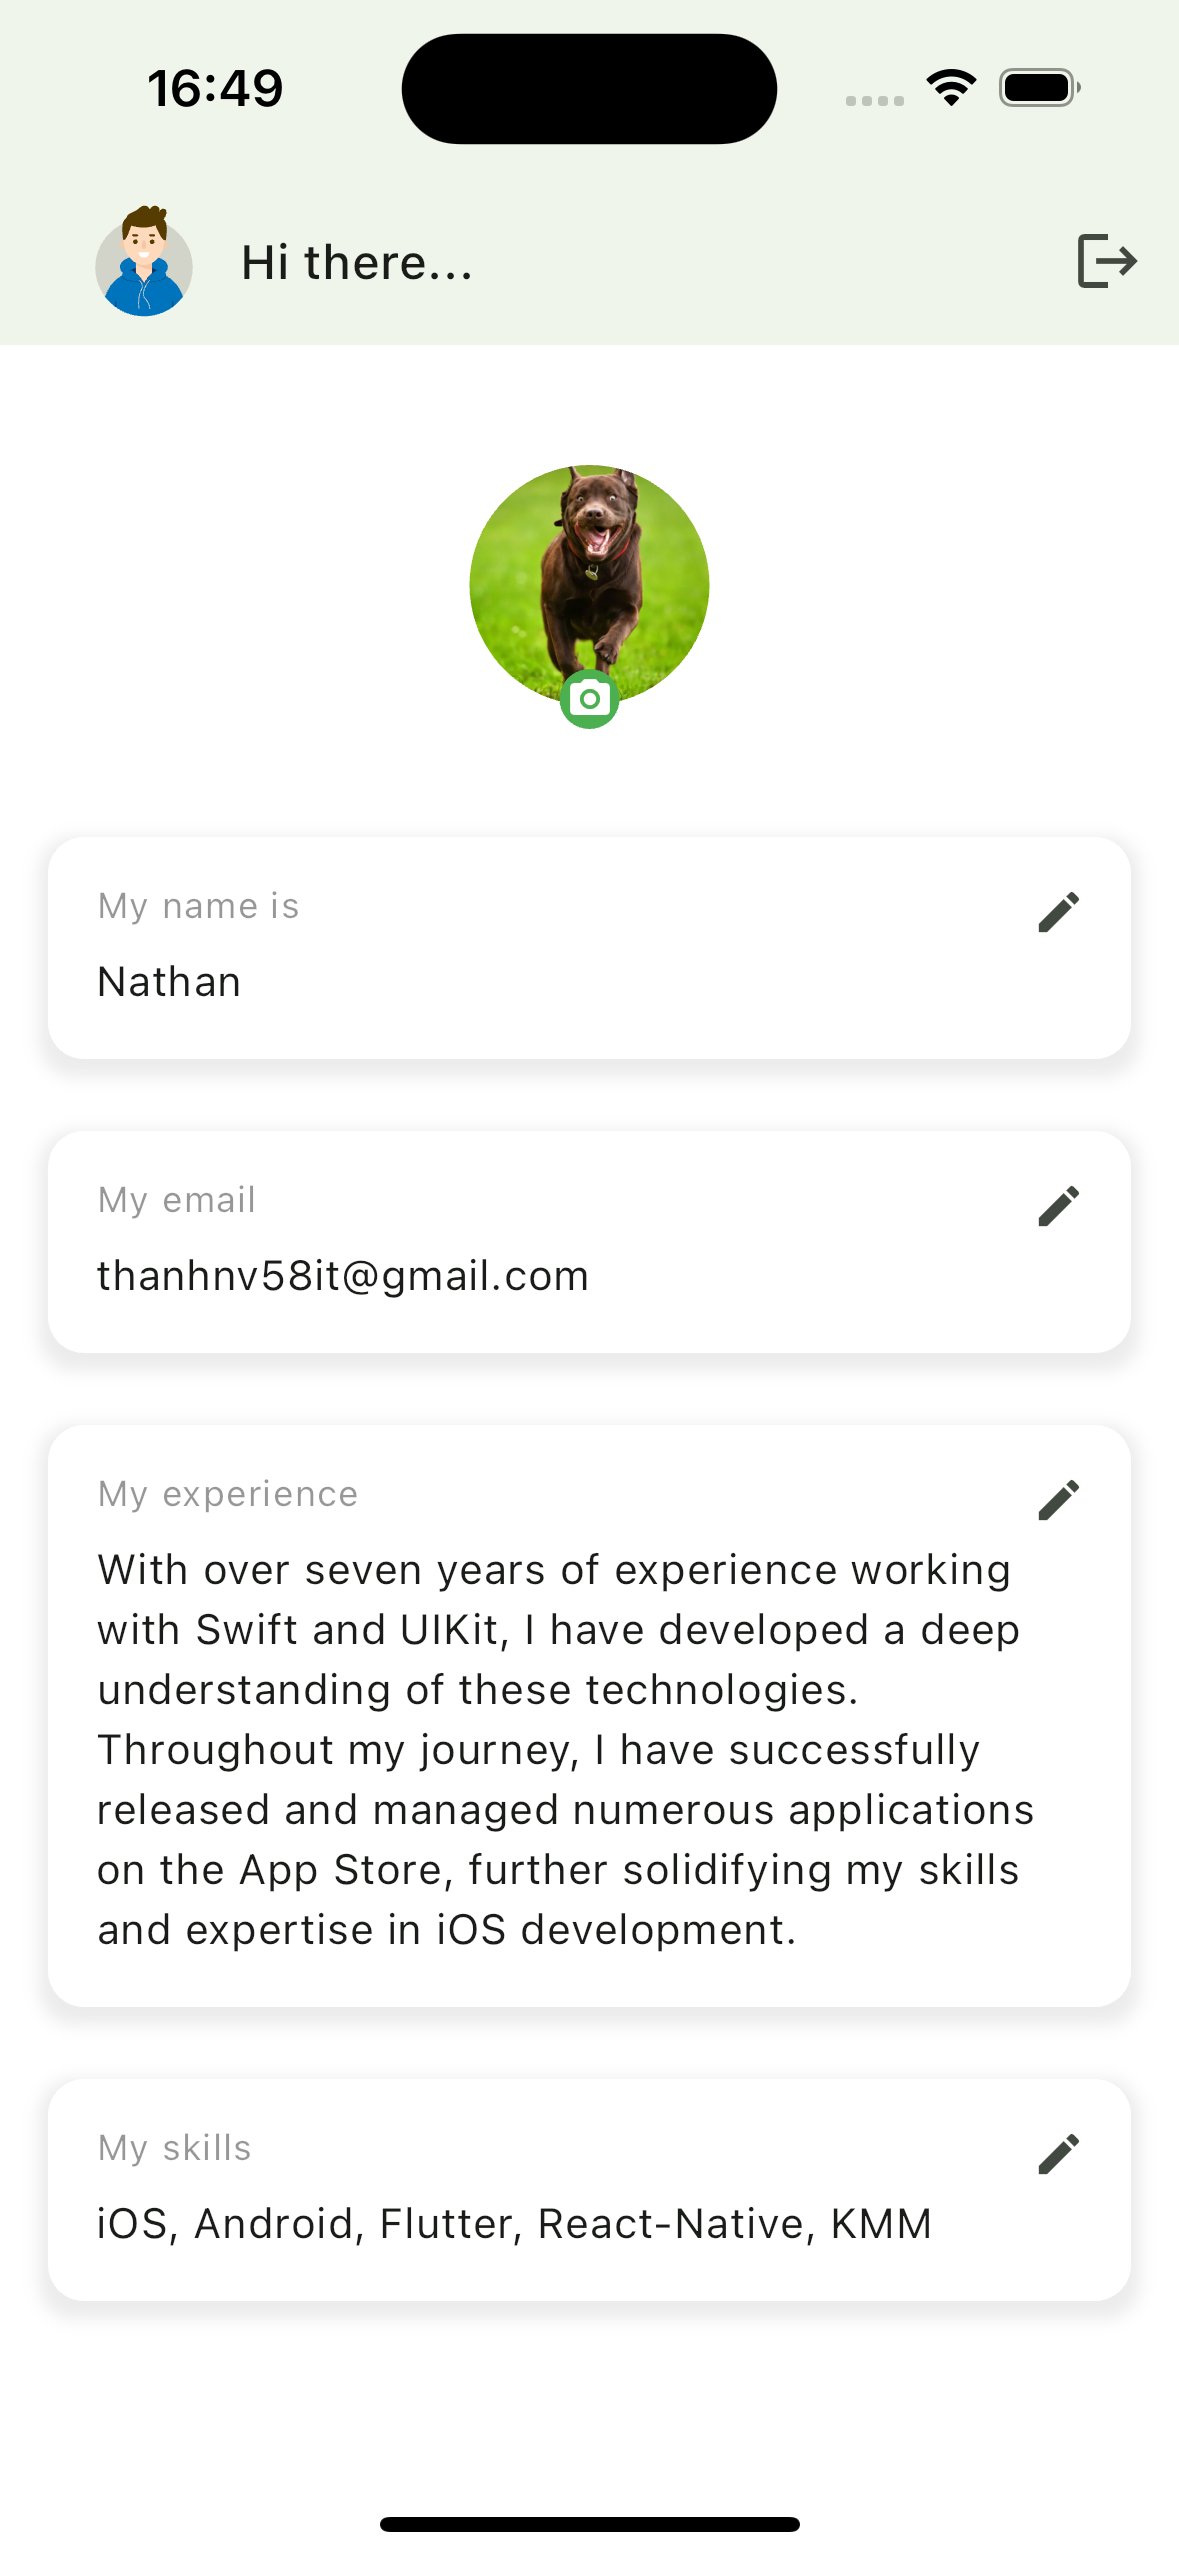 16:49
Hi there...
My name is
Nathan
My email
thanhnv58it@gmail.com
My experience
With over seven years of experience working
with Swift and UIKit, I have developed a deep
understanding of these technologies.
Throughout my journey, I have successfully
released and managed numerous applications
on the App Store, further solidifying my skills
and expertise in iOS development.
My skills
iOS, Android, Flutter, React-Native, KMM